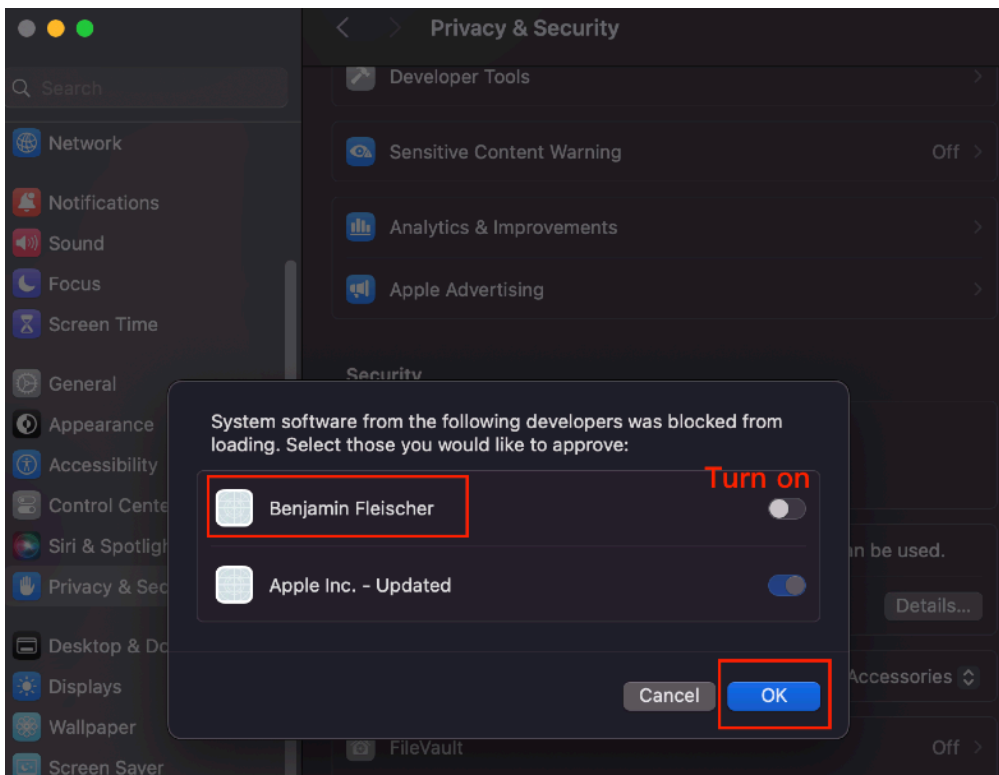 Privacy & Security
Search
Network
Notifications
Sound
Focus
Screen Time
General
Appearance
Accessibility
Control Cente
Siri & Spotligh
Privacy & Sec
Desktop & Do
Displays
Wallpaper
Screen Saver
Developer Tools
Sensitive Content Warning Off
Analytics & Improvements
Apple Advertising
Security
System software from the following developers was blocked from
loading. Select those you would like to approve:
Turn on
Benjamin Fleischer
Apple Inc. - Updated
Cancel OK
an be used.
Details...
Accessories
FileVault Off